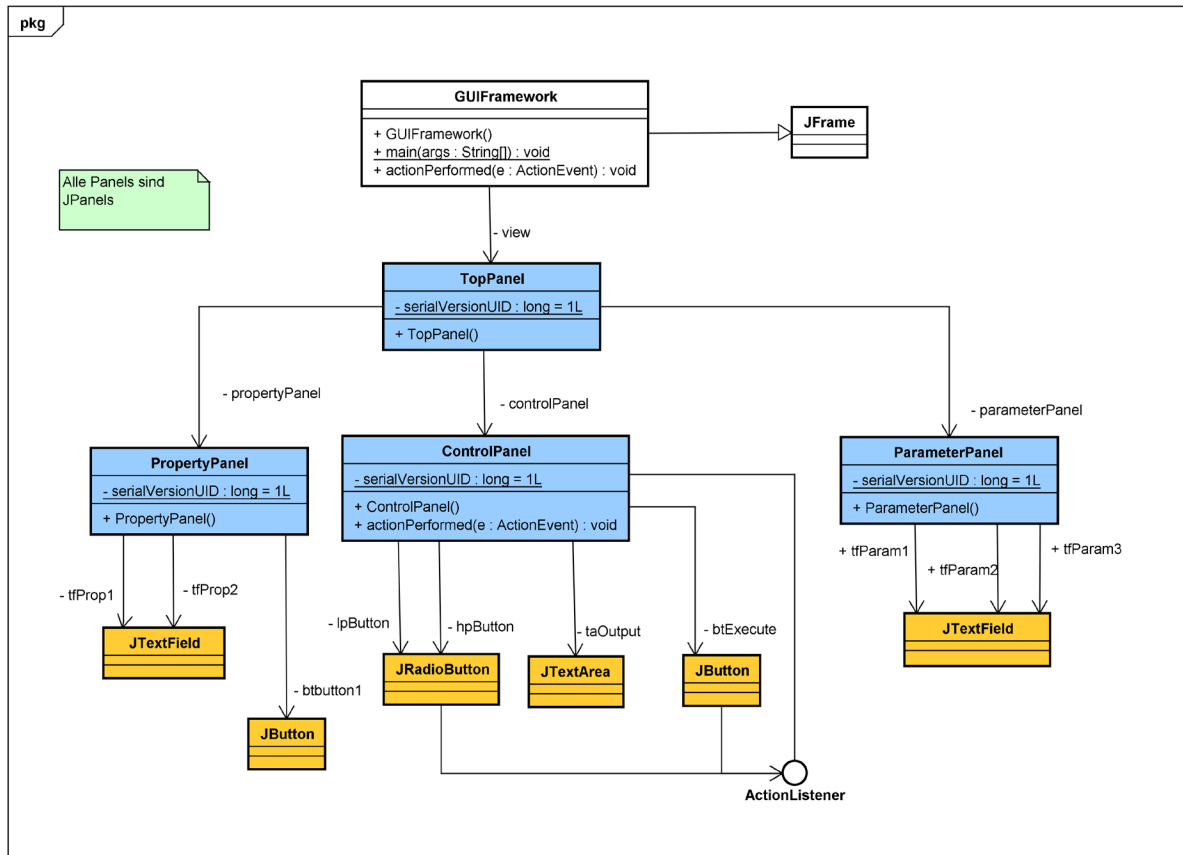 pkg
GUIFramework
+ GUIFramework()
+ main(args : String[]) : void
+ actionPerformed(e : ActionEvent) : void
JFrame
Alle Panels sind
JPanels
- view
TopPanel
- serialVersionUID : long = 1L
+ TopPanel()
- propertyPanel
- controlPanel
- parameterPanel
PropertyPanel
- serialVersionUID : long = 1L
+ PropertyPanel()
ControlPanel
- serialVersionUID : long = 1L
+ ControlPanel()
+ actionPerformed(e : ActionEvent) : void
ParameterPanel
- serialVersionUID : long = 1L
+ ParameterPanel()
- tfProp1
- tfProp2
JTextField
- btbutton1
JButton
- lpButton
- hpButton
- taOutput
- btExecute
JRadioButton
JTextArea
JButton
+ tfParam1
+ tfParam2
+ tfParam3
JTextField
ActionListener